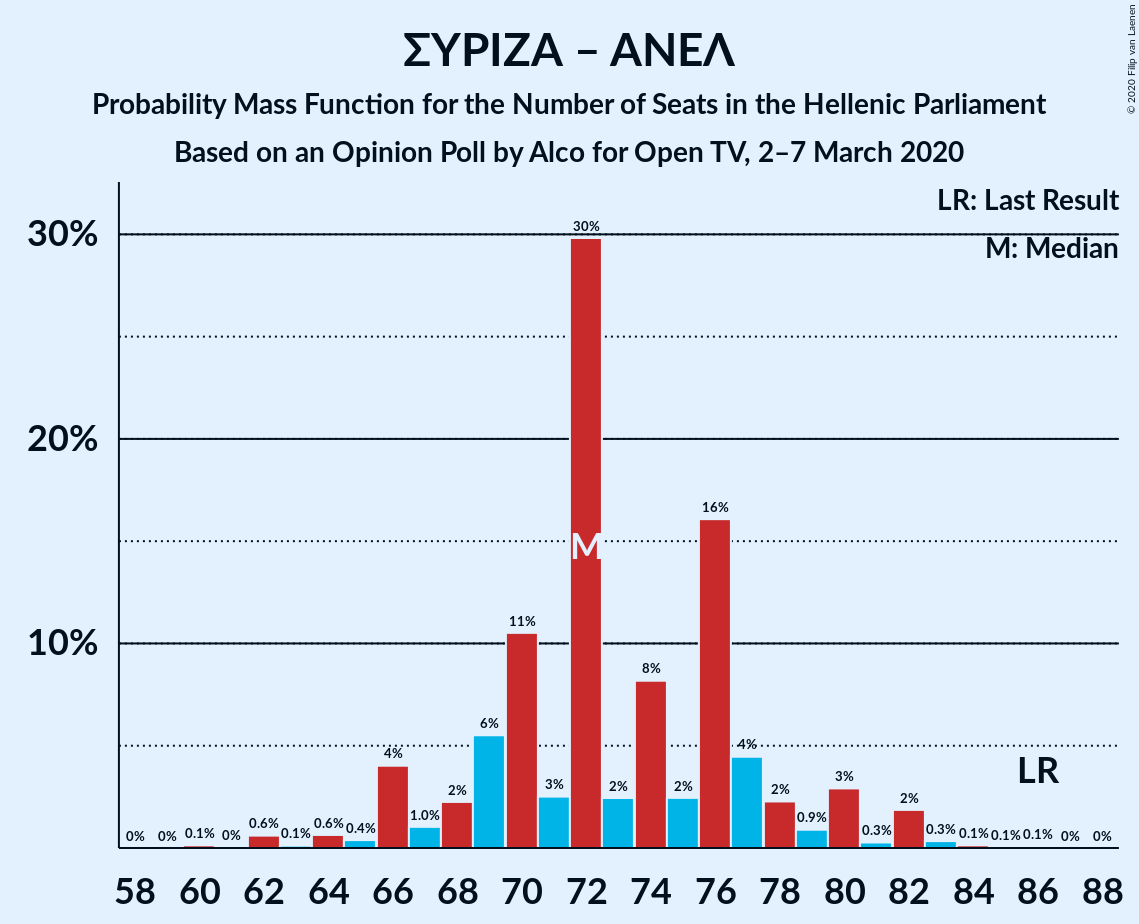 ΣΥΡΙΖΑ – ΑΝΕΛ
Probability Mass Function for the Number of Seats in the Hellenic Parliament
Based on an Opinion Poll by Alco for Open TV, 2–7 March 2020
© 2020 Filip van Laenen
LR: Last Result
M: Median
30%
20%
10%
0% 0% 0.1% 0% 0.6% 0.1% 0.6% 0.4% 4% 1.0% 2% 6% 11% 3% 30% 2% 8% 2% 16% 4% 2% 0.9% 3% 0.3% 2% 0.3% 0.1% 0.1% 0.1% 0% 0%
M
LR
58 60 62 64 66 68 70 72 74 76 78 80 82 84 86 88